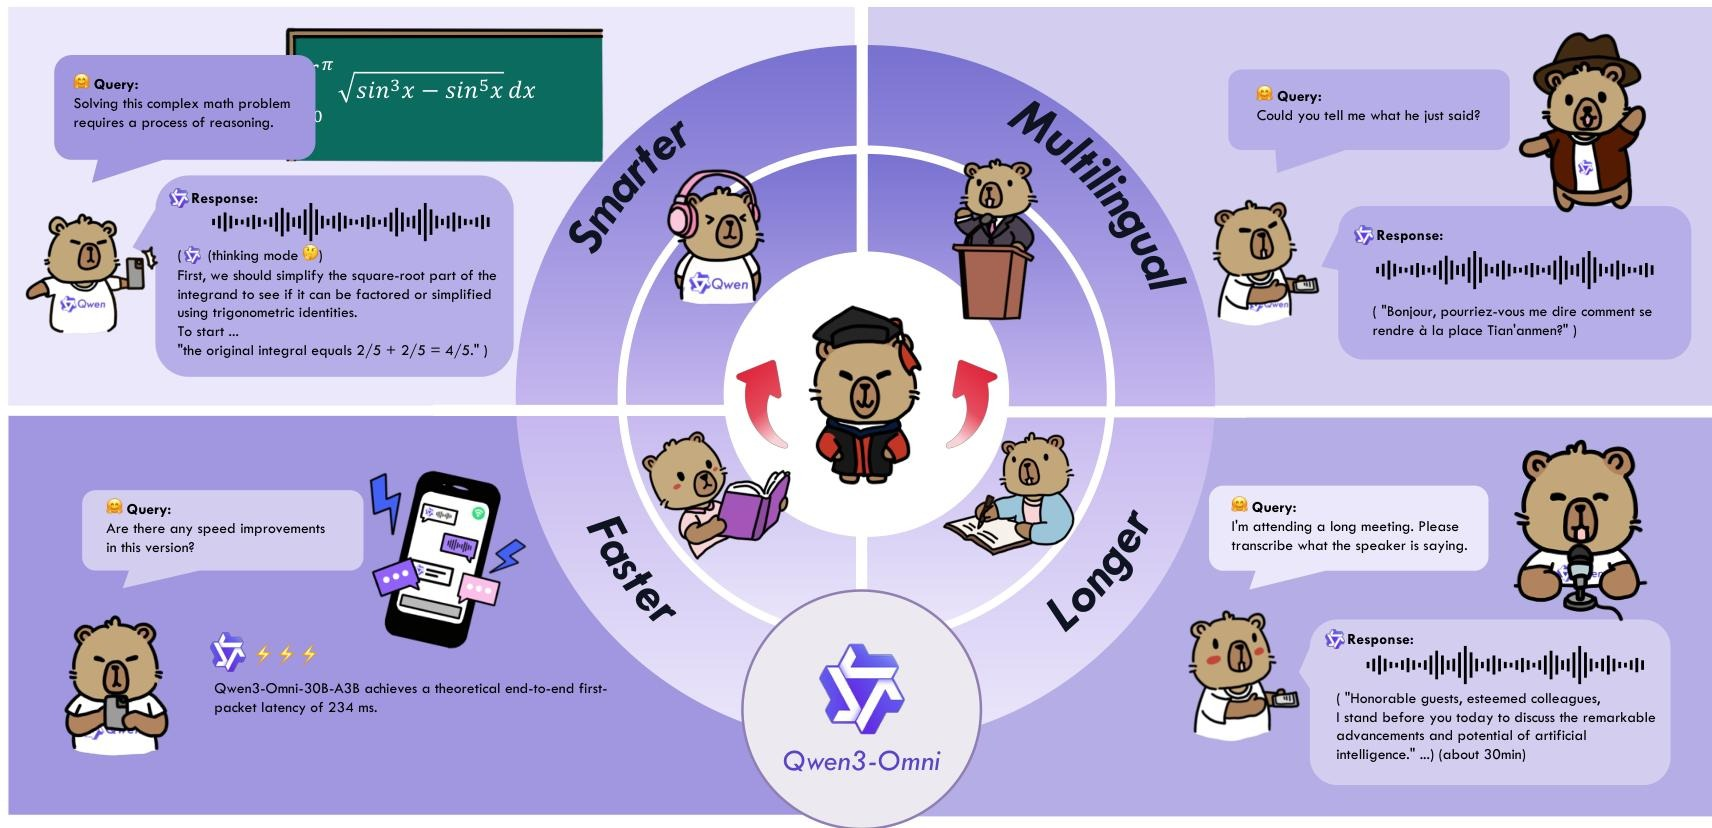 🤗 Query:
Solving this complex math problem
requires a process of reasoning.
π
√sin³x − sin⁵x dx
0
Response:
( (thinking mode 🤔)
First, we should simplify the square-root part of the
integrand to see if it can be factored or simplified
using trigonometric identities.
To start ...
"the original integral equals 2/5 + 2/5 = 4/5." )
Qwen
Smarter
Qwen
Multilingual
🤗 Query:
Could you tell me what he just said?
Response:
( "Bonjour, pourriez-vous me dire comment se
rendre à la place Tian'anmen?" )
Qwen
Faster
🤗 Query:
Are there any speed improvements
in this version?
⚡⚡⚡
Qwen3-Omni-30B-A3B achieves a theoretical end-to-end first-
packet latency of 234 ms.
Qwen
Longer
🤗 Query:
I'm attending a long meeting. Please
transcribe what the speaker is saying.
Response:
( "Honorable guests, esteemed colleagues,
I stand before you today to discuss the remarkable
advancements and potential of artificial
intelligence." ...) (about 30min)
Qwen3-Omni